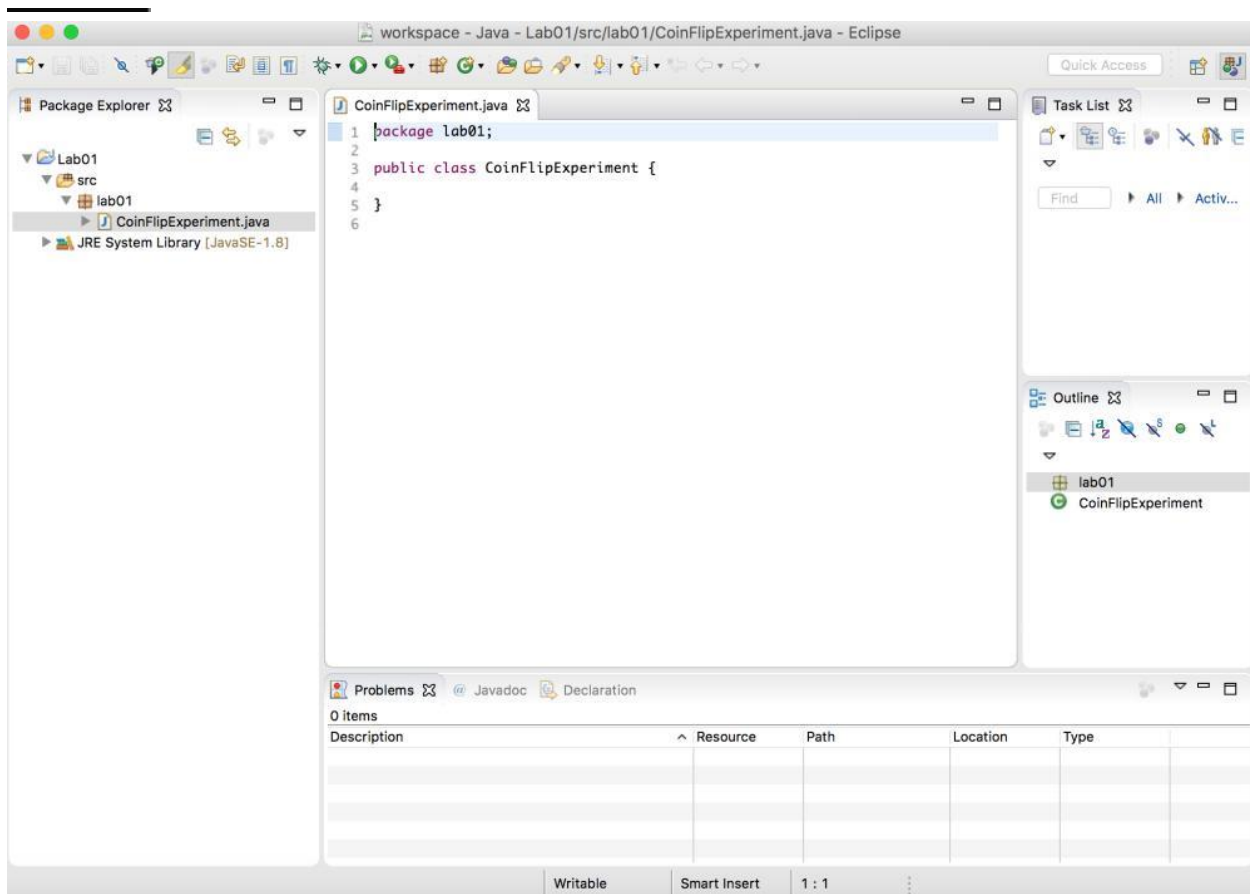 workspace - Java - Lab01/src/lab01/CoinFlipExperiment.java - Eclipse
Quick Access
Package Explorer
Lab01
src
lab01
CoinFlipExperiment.java
JRE System Library [JavaSE-1.8]
CoinFlipExperiment.java
1 package lab01;
2
3 public class CoinFlipExperiment {
4
5 }
6
Task List
Find All Activ...
Outline
lab01
CoinFlipExperiment
Problems @ Javadoc Declaration
0 items
Description Resource Path Location Type
Writable Smart Insert 1 : 1